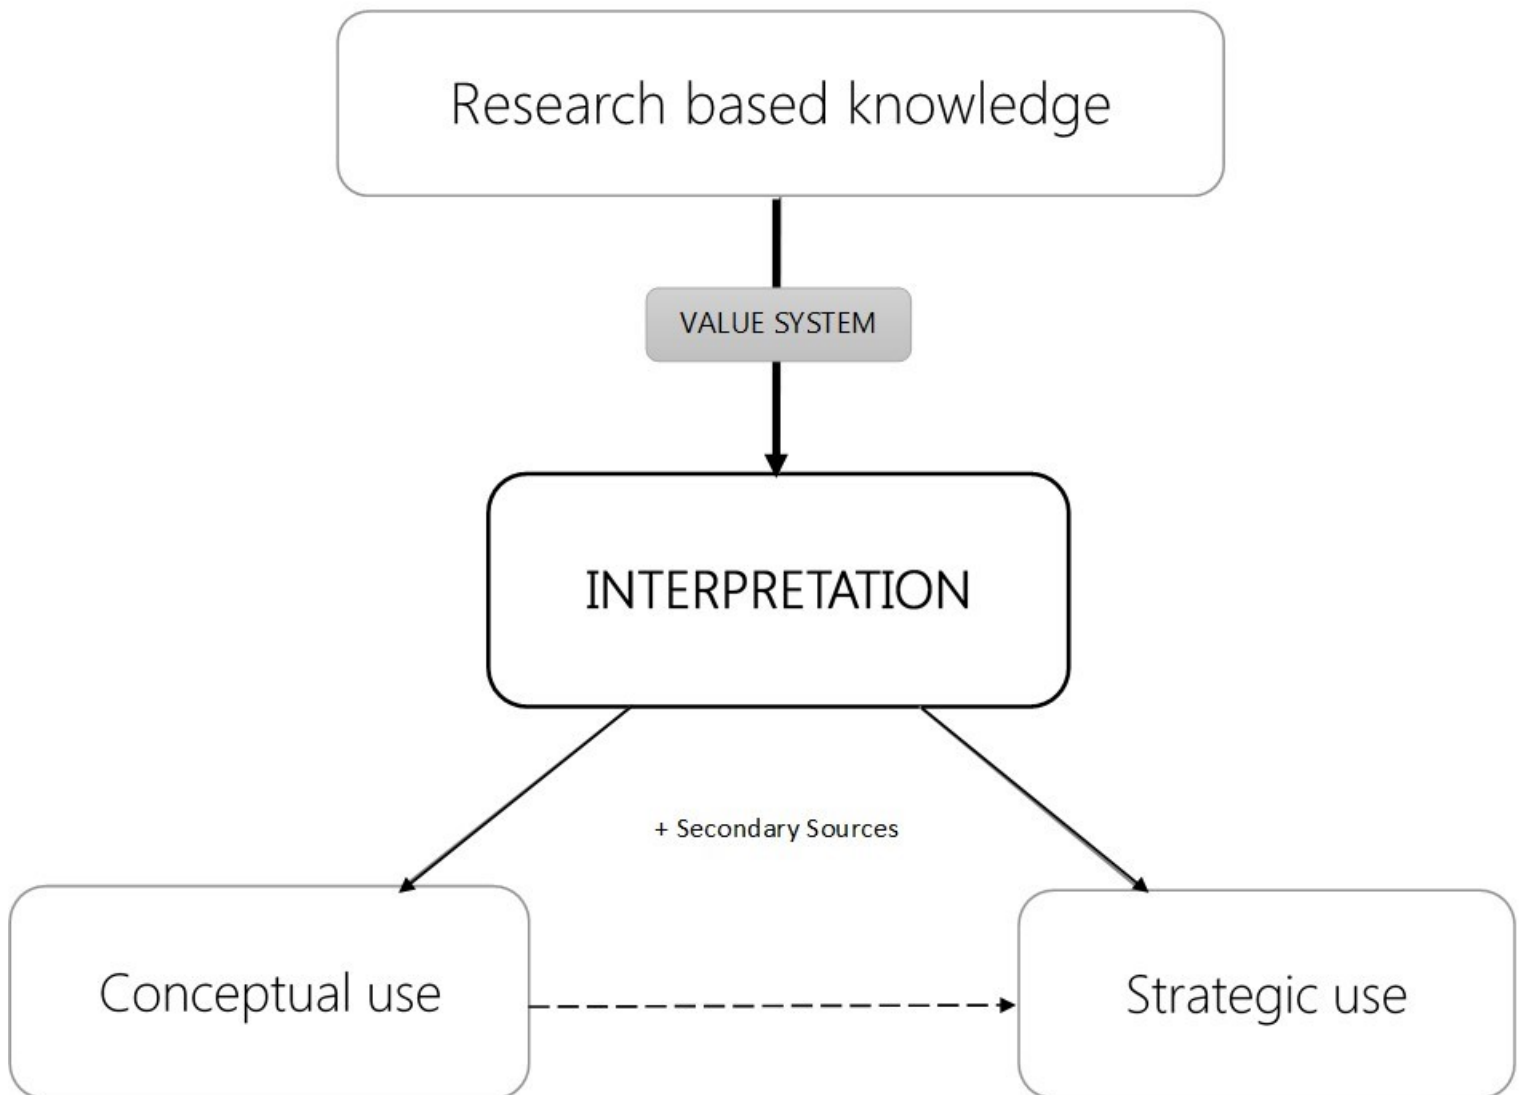 Research based knowledge
VALUE SYSTEM
INTERPRETATION
+ Secondary Sources
Conceptual use
Strategic use